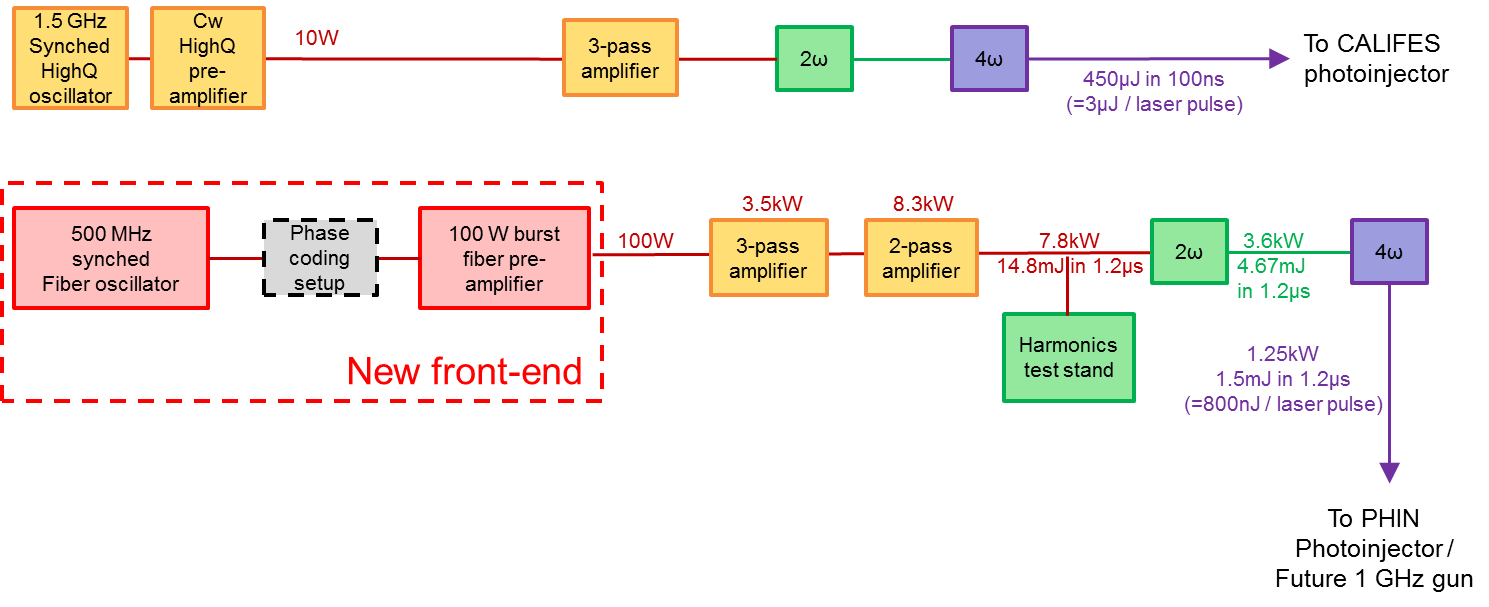 1.5 GHz
Synched
HighQ
oscillator
Cw
HighQ
pre-
amplifier
10W
3-pass
amplifier
2ω
4ω
450µJ in 100ns
(=3µJ / laser pulse)
To CALIFES
photoinjector
500 MHz
synched
Fiber oscillator
Phase
coding
setup
100 W burst
fiber pre-
amplifier
New front-end
100W
3.5kW
3-pass
amplifier
8.3kW
2-pass
amplifier
7.8kW
14.8mJ in 1.2µs
Harmonics
test stand
2ω
3.6kW
4.67mJ
in 1.2µs
4ω
1.25kW
1.5mJ in 1.2µs
(=800nJ / laser pulse)
To PHIN
Photoinjector /
Future 1 GHz gun